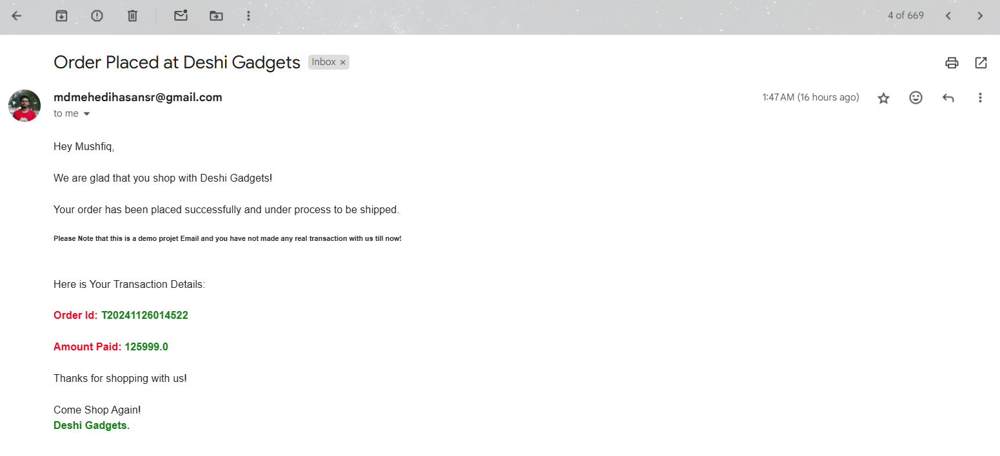 4 of 669
Order Placed at Deshi Gadgets Inbox ×
mdmehedihasansr@gmail.com 1:47 AM (16 hours ago)
to me
Hey Mushfiq,
We are glad that you shop with Deshi Gadgets!
Your order has been placed successfully and under process to be shipped.
Please Note that this is a demo projet Email and you have not made any real transaction with us till now!
Here is Your Transaction Details:
Order Id: T20241126014522
Amount Paid: 125999.0
Thanks for shopping with us!
Come Shop Again!
Deshi Gadgets.